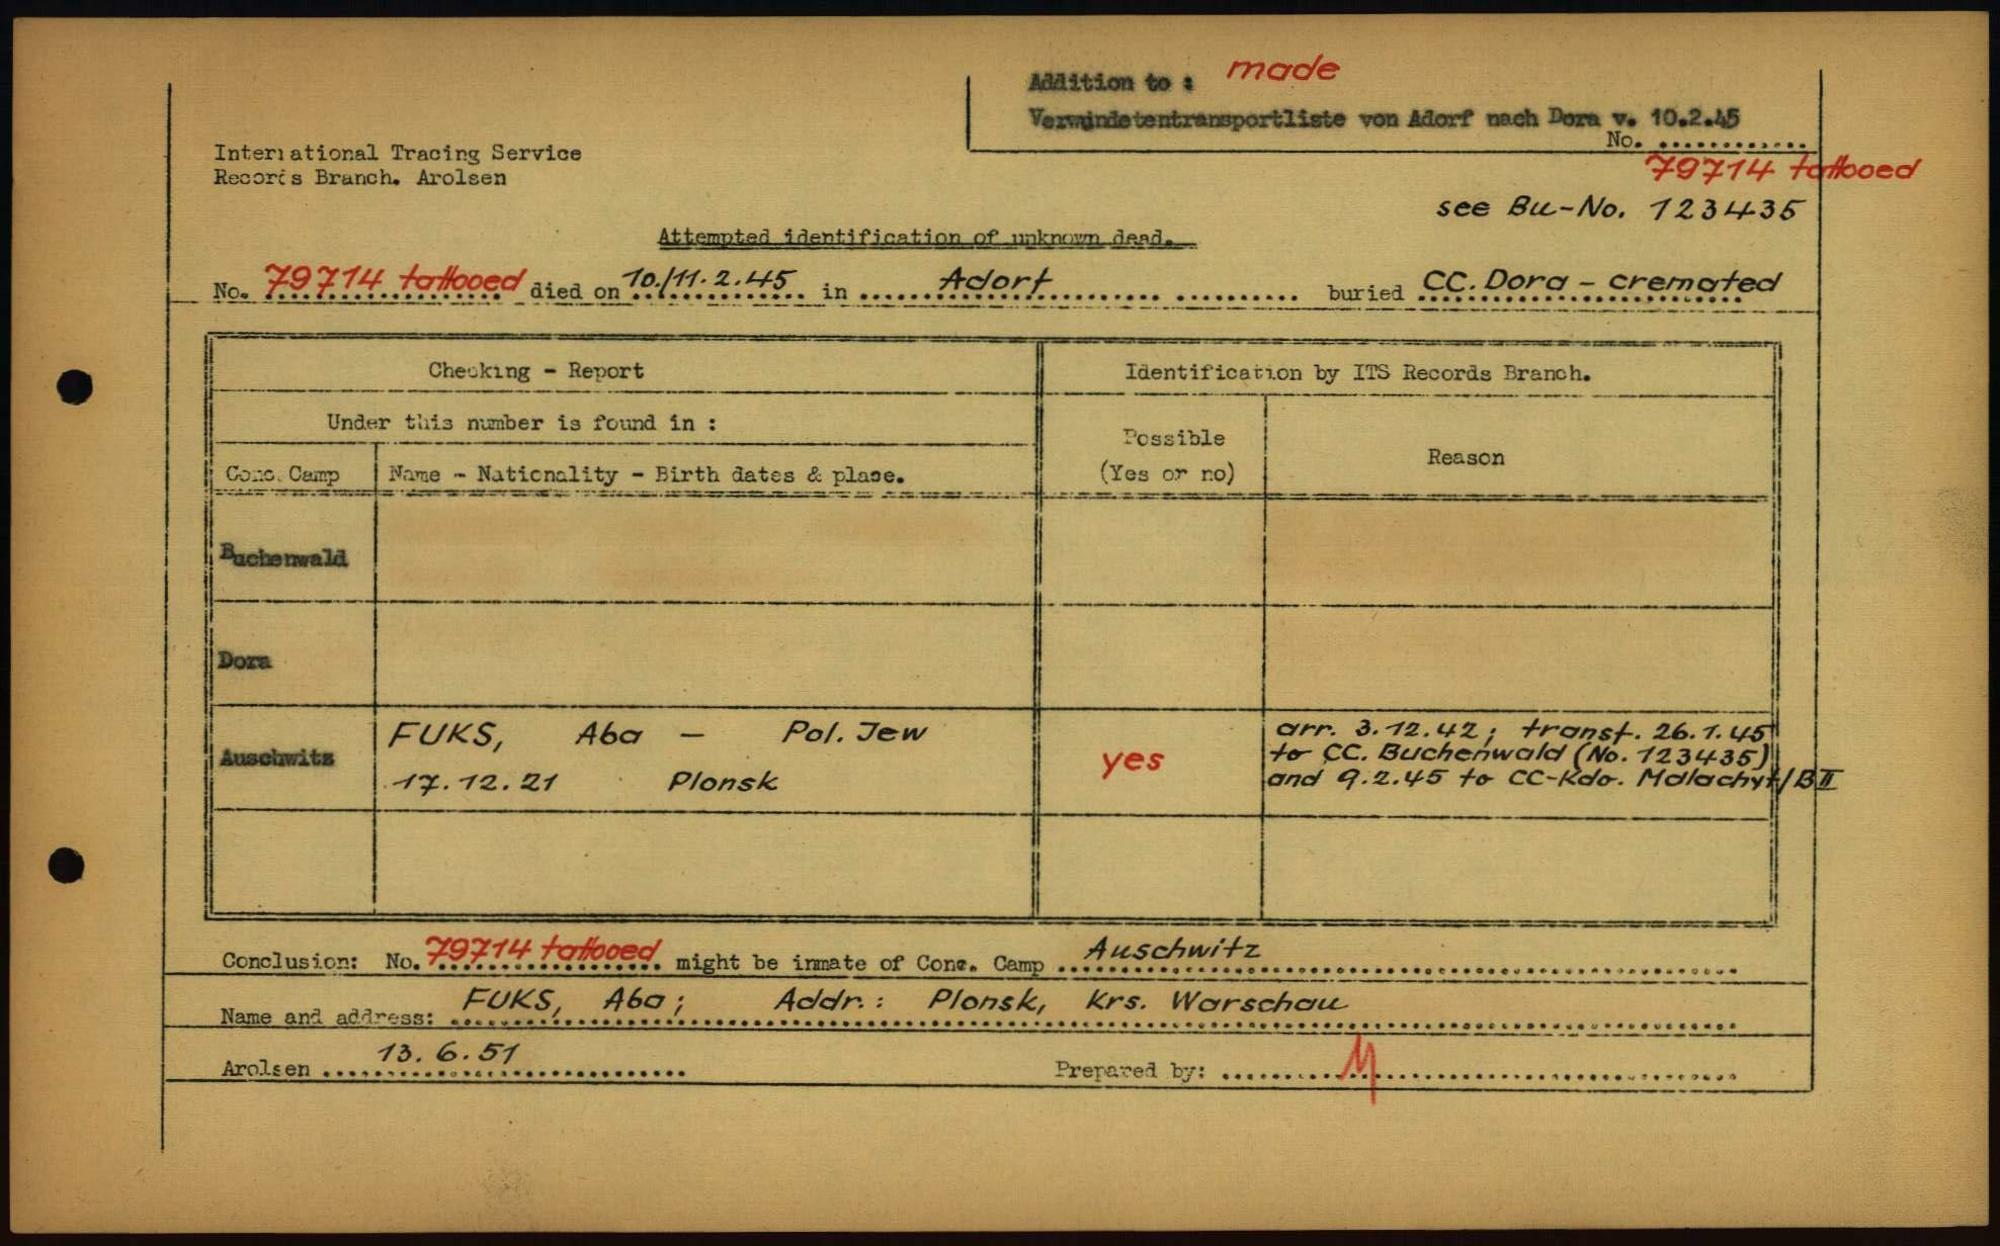 Addition to : made
Verwundetentransportliste von Adorf nach Dora v. 10.2.45
No. ............
79714 tattooed
International Tracing Service
Records Branch. Arolsen
see Bu-No. 123435
Attempted identification of unknown dead.
No. 79714 tattooed died on 10./11.2.45 in Adorf buried CC. Dora - cremated
Checking - Report
Identification by ITS Records Branch.
Under this number is found in :
Possible
(Yes or no)
Reason
Conc. Camp
Name - Nationality - Birth dates & place.
Buchenwald
Dora
Auschwitz
FUKS, Aba - Pol. Jew
17.12.21 Plonsk
yes
arr. 3.12.42; transf. 26.1.45
to CC. Buchenwald (No. 123435)
and 9.2.45 to CC-Kdo. Malachyt/B II
Conclusion: No. 79714 tattooed might be inmate of Conc. Camp Auschwitz
Name and address: FUKS, Aba; Addr.: Plonsk, Krs. Warschau
Arolsen 13.6.51
Prepared by: